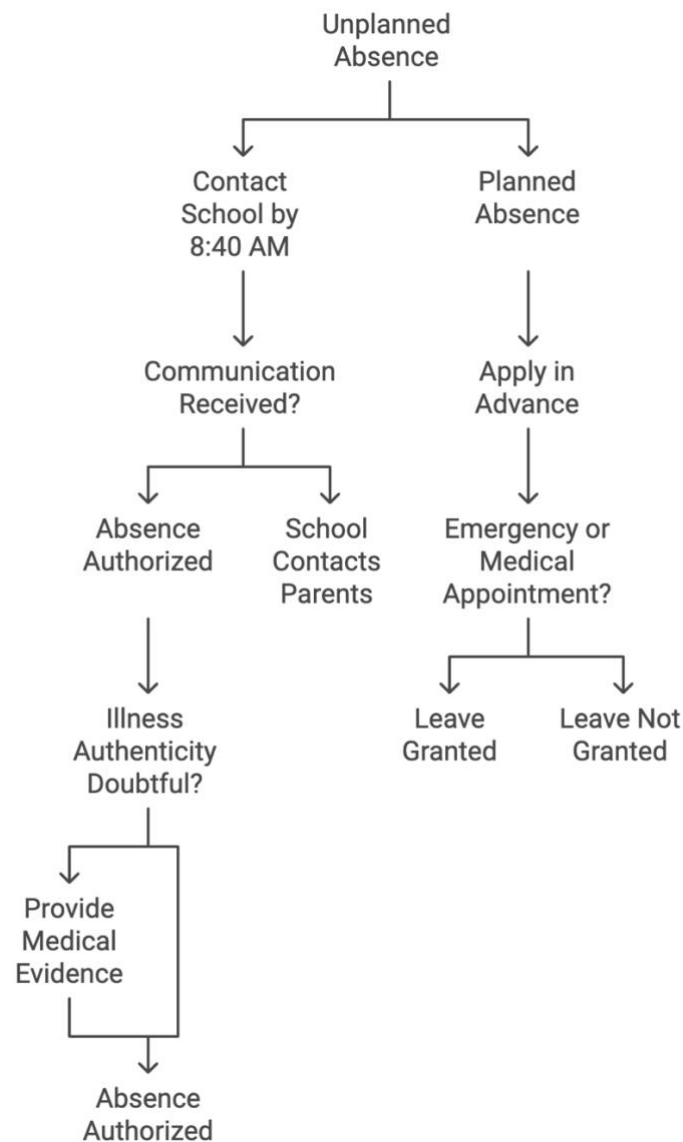 Unplanned
Absence
Contact
School by
8:40 AM
Planned
Absence
Communication
Received?
Apply in
Advance
Absence
Authorized
School
Contacts
Parents
Emergency or
Medical
Appointment?
Illness
Authenticity
Doubtful?
Leave
Granted
Leave Not
Granted
Provide
Medical
Evidence
Absence
Authorized